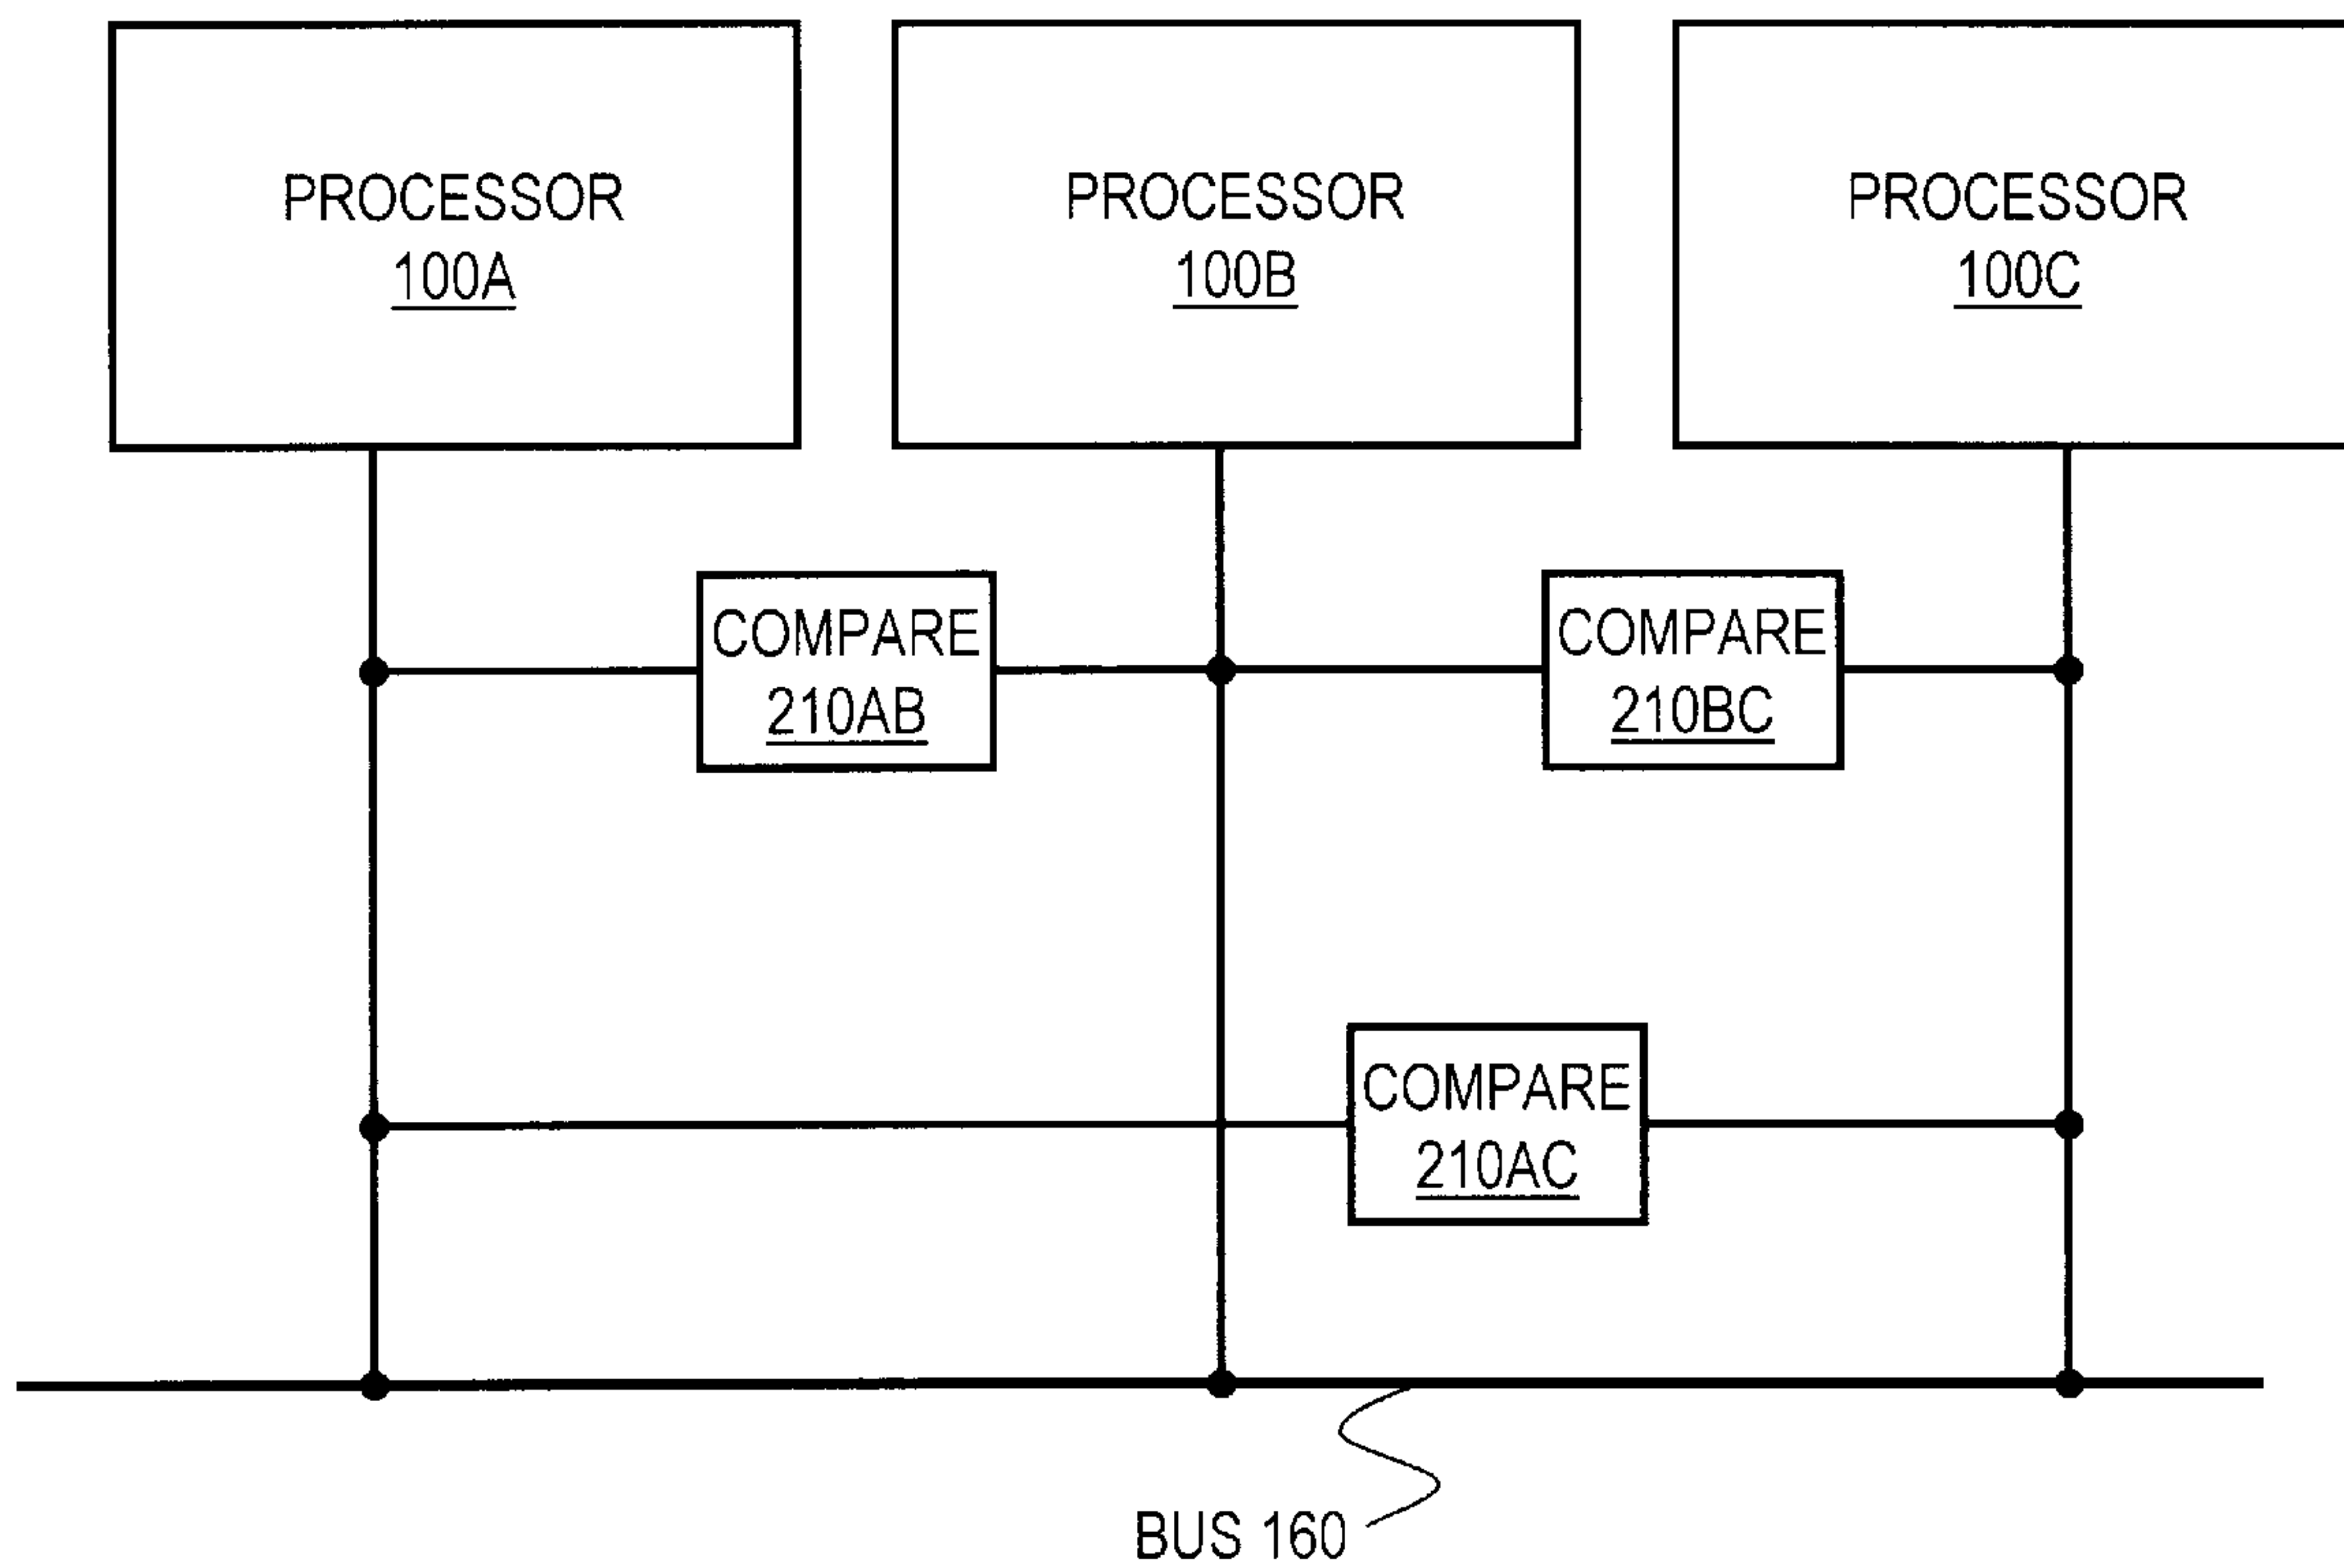 PROCESSOR
100A
PROCESSOR
100B
PROCESSOR
100C
COMPARE
210AB
COMPARE
210BC
COMPARE
210AC
BUS 160